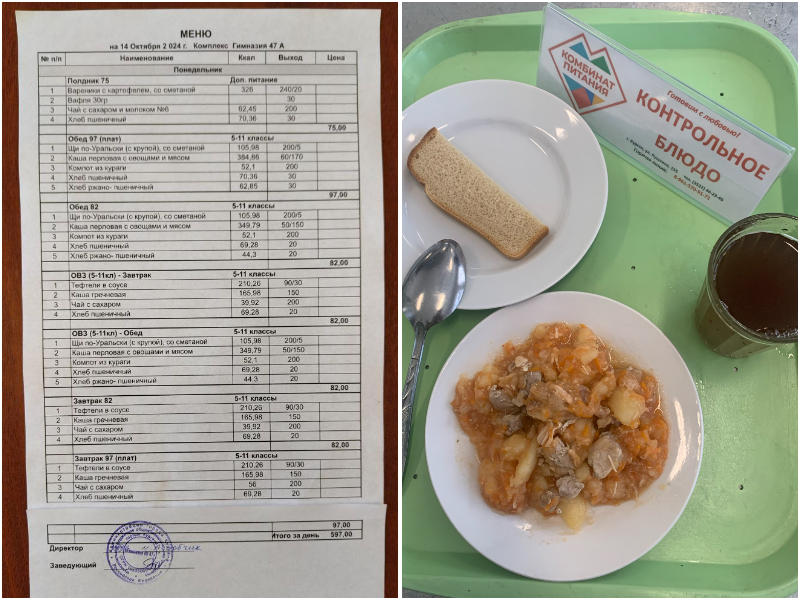 МЕНЮ
на 14 Октября 2 024 г. Комплекс Гимназия 47 А
№ п/п Наименование Ккал Выход Цена
Понедельник
Полдник 75 Доп. питание
1 Вареники с картофелем, со сметаной 326 240/20
2 Вафля 30гр 30
3 Чай с сахаром и молоком №6 62,45 200
4 Хлеб пшеничный 70,36 30
75,00
Обед 97 (плат) 5-11 классы
1 Щи по-Уральски (с крупой), со сметаной 105,98 200/5
2 Каша перловая с овощами и мясом 384,86 60/170
3 Компот из кураги 52,1 200
4 Хлеб пшеничный 70,36 30
5 Хлеб ржано- пшеничный 62,85 30
97,00
Обед 82 5-11 классы
1 Щи по-Уральски (с крупой), со сметаной 105,98 200/5
2 Каша перловая с овощами и мясом 349,79 50/150
3 Компот из кураги 52,1 200
4 Хлеб пшеничный 69,28 20
5 Хлеб ржано- пшеничный 44,3 20
82,00
ОВЗ (5-11кл) - Завтрак 5-11 классы
1 Тефтели в соусе 210,26 90/30
2 Каша гречневая 165,98 150
3 Чай с сахаром 39,92 200
4 Хлеб пшеничный 69,28 20
82,00
ОВЗ (5-11кл) - Обед 5-11 классы
1 Щи по-Уральски (с крупой), со сметаной 105,98 200/5
2 Каша перловая с овощами и мясом 349,79 50/150
3 Компот из кураги 52,1 200
4 Хлеб пшеничный 69,28 20
5 Хлеб ржано- пшеничный 44,3 20
82,00
Завтрак 82 5-11 классы
1 Тефтели в соусе 210,26 90/30
2 Каша гречневая 165,98 150
3 Чай с сахаром 39,92 200
4 Хлеб пшеничный 69,28 20
82,00
Завтрак 97 (плат) 5-11 классы
1 Тефтели в соусе 210,26 90/30
2 Каша гречневая 165,98 150
3 Чай с сахаром 56 200
4 Хлеб пшеничный 69,28 20
97,00
Итого за день 597,00
Директор
Заведующий
КОМБИНАТ
ПИТАНИЯ
Готовим с любовью!
КОНТРОЛЬНОЕ
БЛЮДО